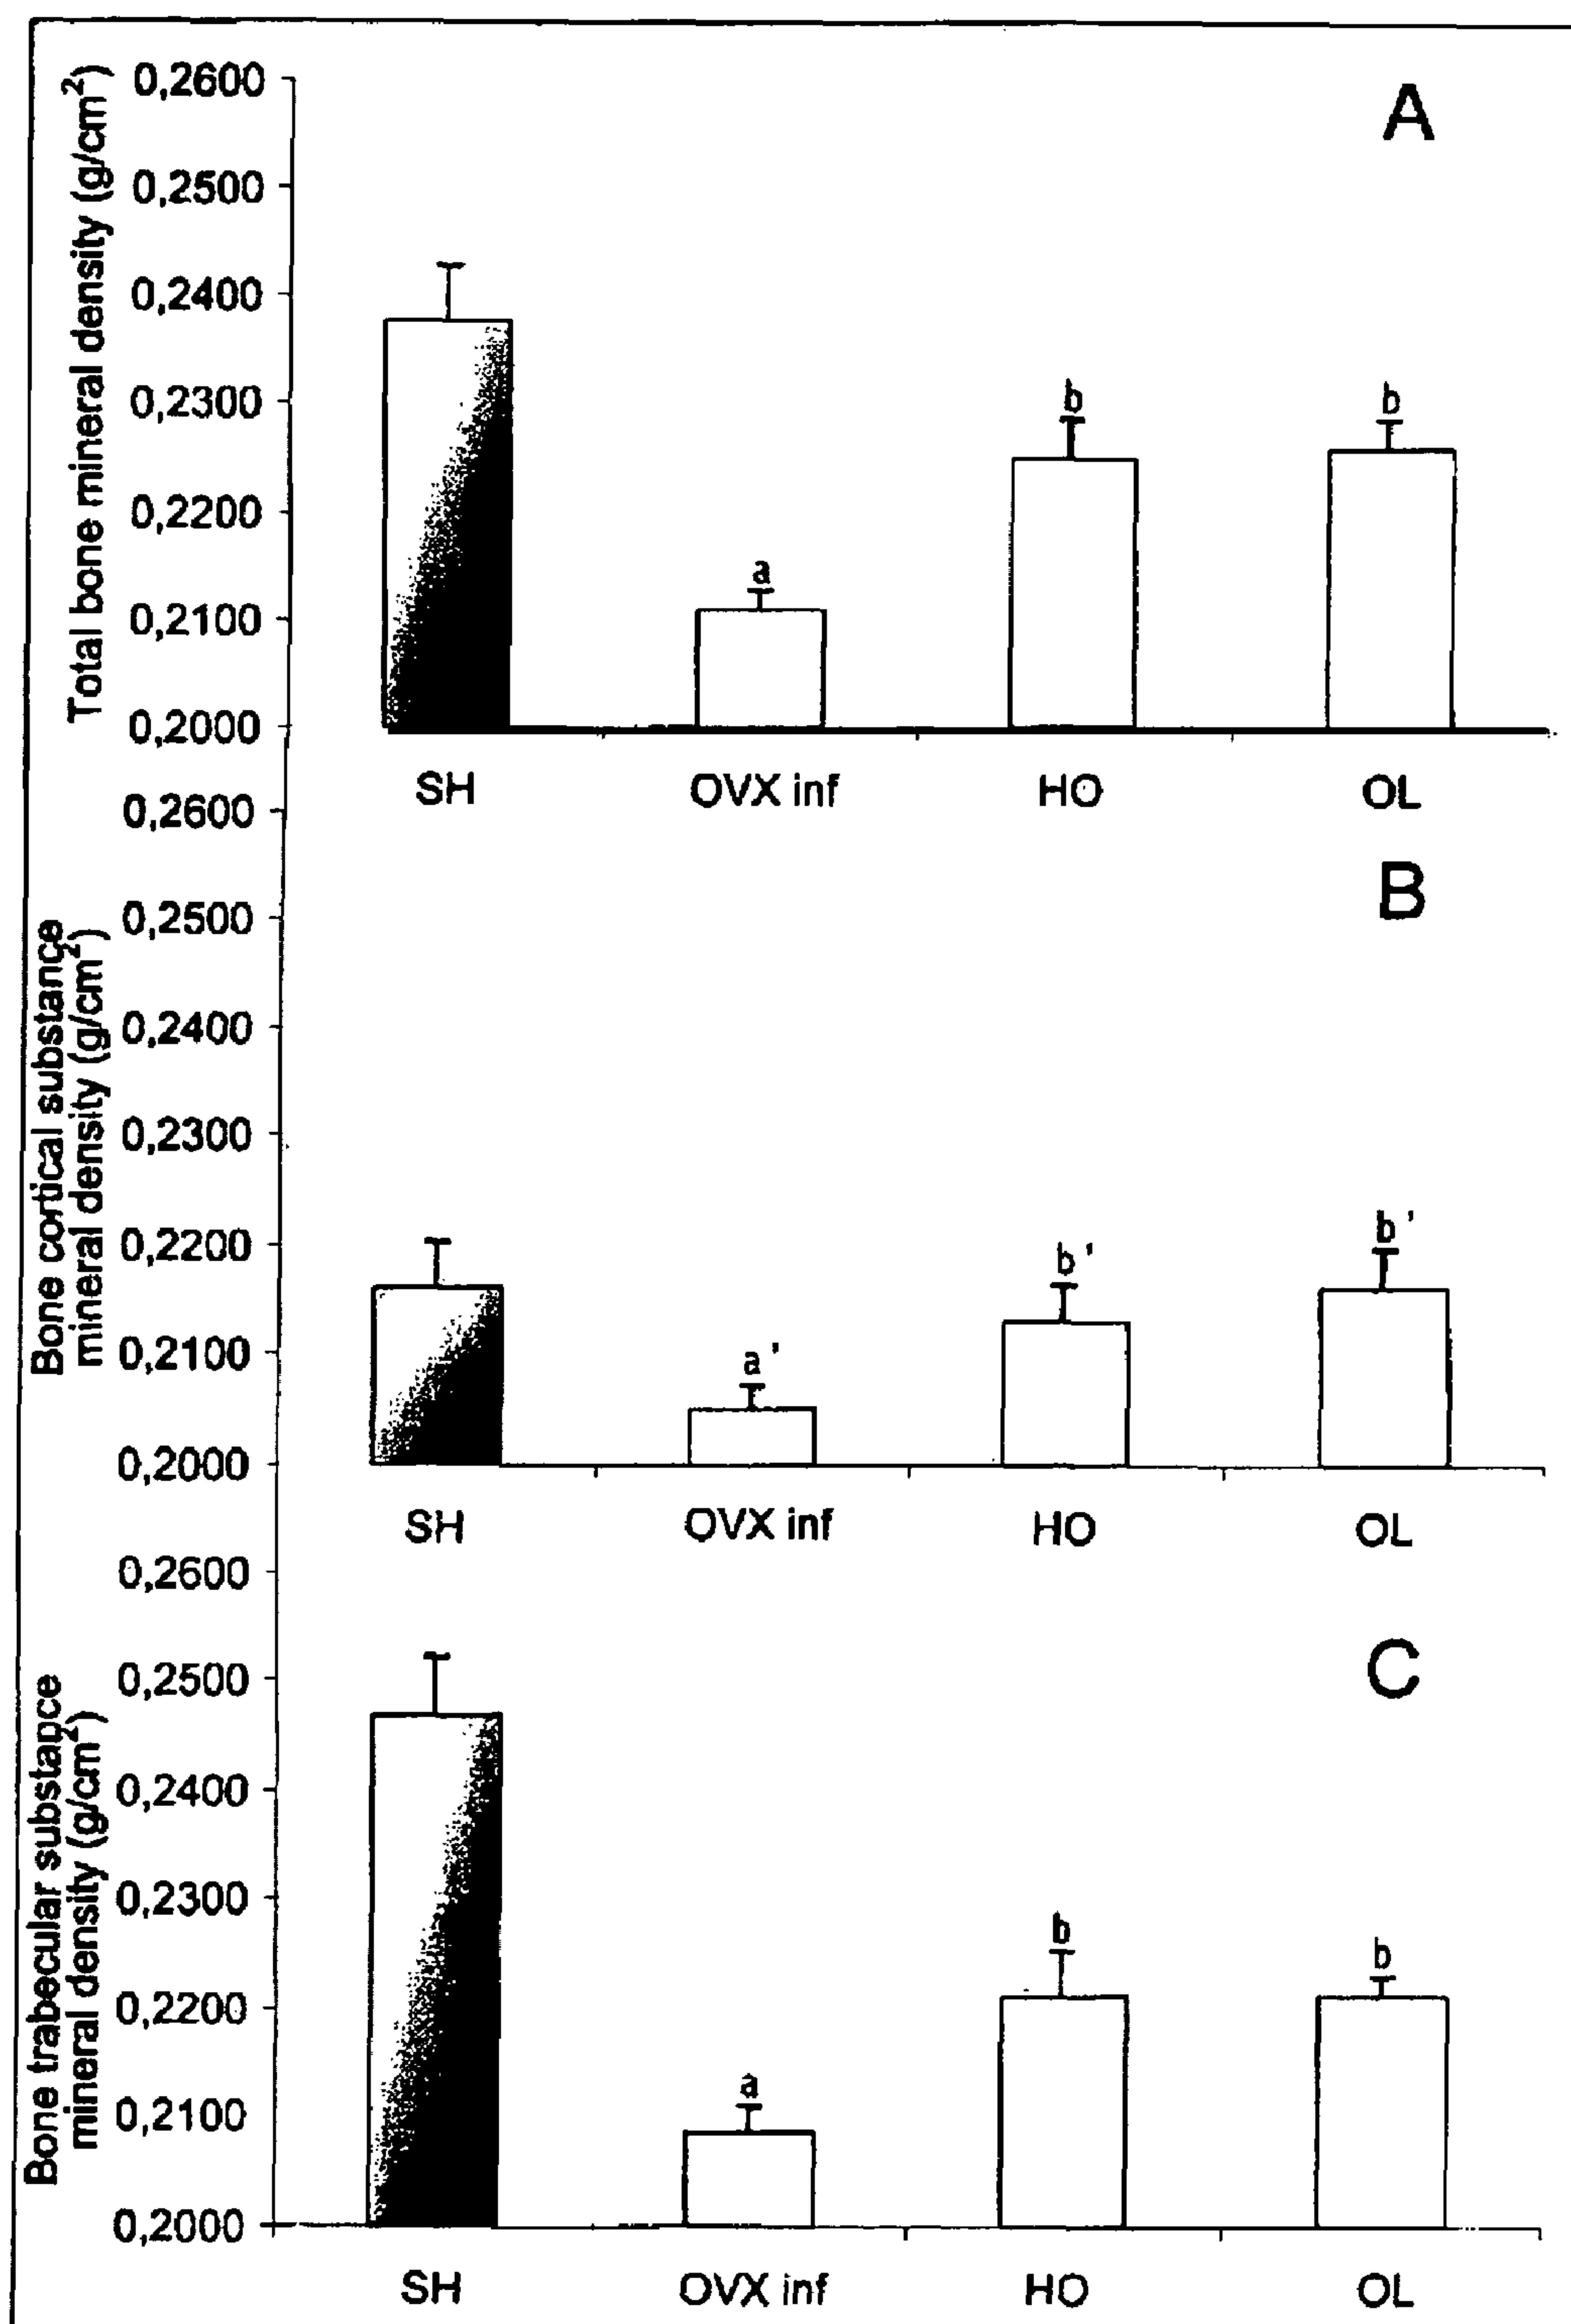 A
Total bone mineral density (g/cm²)
0,2600
0,2500
0,2400
0,2300
0,2200
0,2100
0,2000
a
b
b
SH OVX inf HO OL
B
Bone cortical substance
mineral density (g/cm²)
0,2600
0,2500
0,2400
0,2300
0,2200
0,2100
0,2000
a'
b'
b'
SH OVX inf HO OL
C
Bone trabecular substance
mineral density (g/cm²)
0,2600
0,2500
0,2400
0,2300
0,2200
0,2100
0,2000
a
b
b
SH OVX inf HO OL